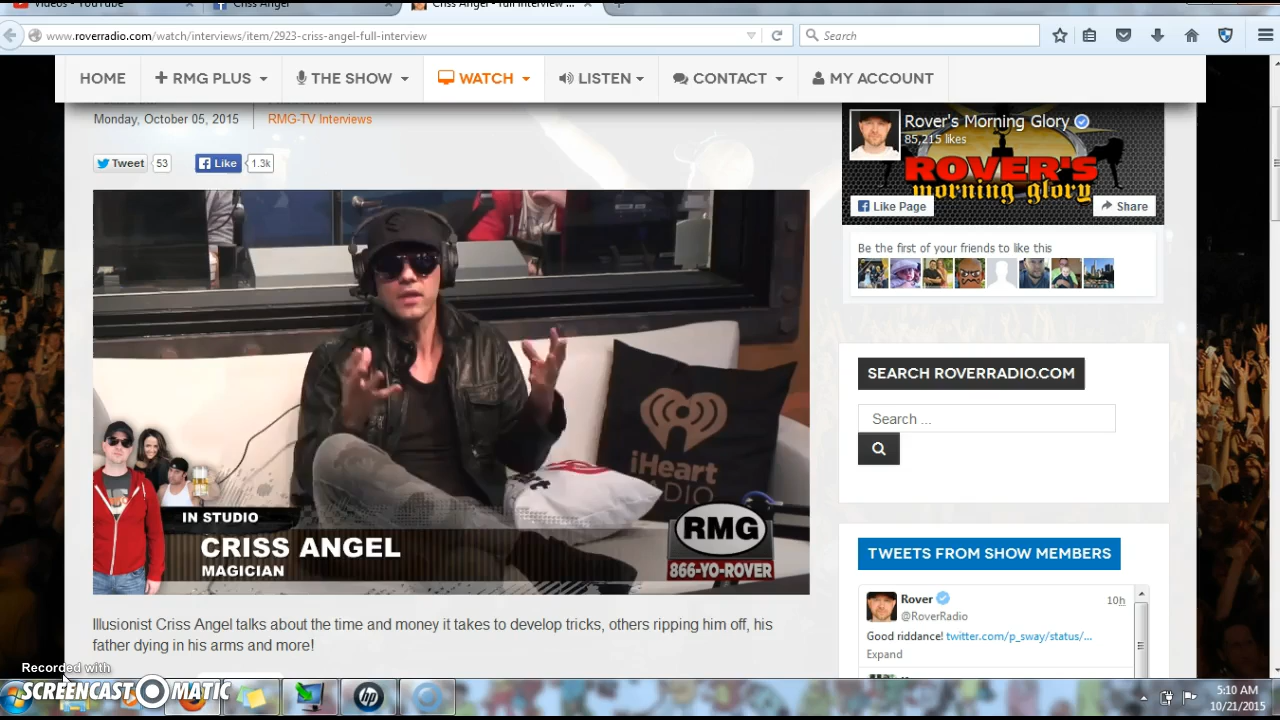 Videos - YouTube
Criss Angel
Criss Angel - full interview ...
www.roverradio.com/watch/interviews/item/2923-criss-angel-full-interview
Search
HOME
RMG PLUS
THE SHOW
WATCH
LISTEN
CONTACT
MY ACCOUNT
Monday, October 05, 2015
RMG-TV Interviews
Tweet 53
Like 1.3k
Rover's Morning Glory
85,215 likes
ROVER'S
morning glory
Like Page
Share
Be the first of your friends to like this
SEARCH ROVERRADIO.COM
Search ...
iHeart
RADIO
IN STUDIO
CRISS ANGEL
MAGICIAN
RMG
866-YO-ROVER
TWEETS FROM SHOW MEMBERS
Rover
10h
@RoverRadio
Good riddance! twitter.com/p_sway/status/...
Expand
Illusionist Criss Angel talks about the time and money it takes to develop tricks, others ripping him off, his
father dying in his arms and more!
Recorded with
SCREENCAST MATIC
hp
5:10 AM
10/21/2015